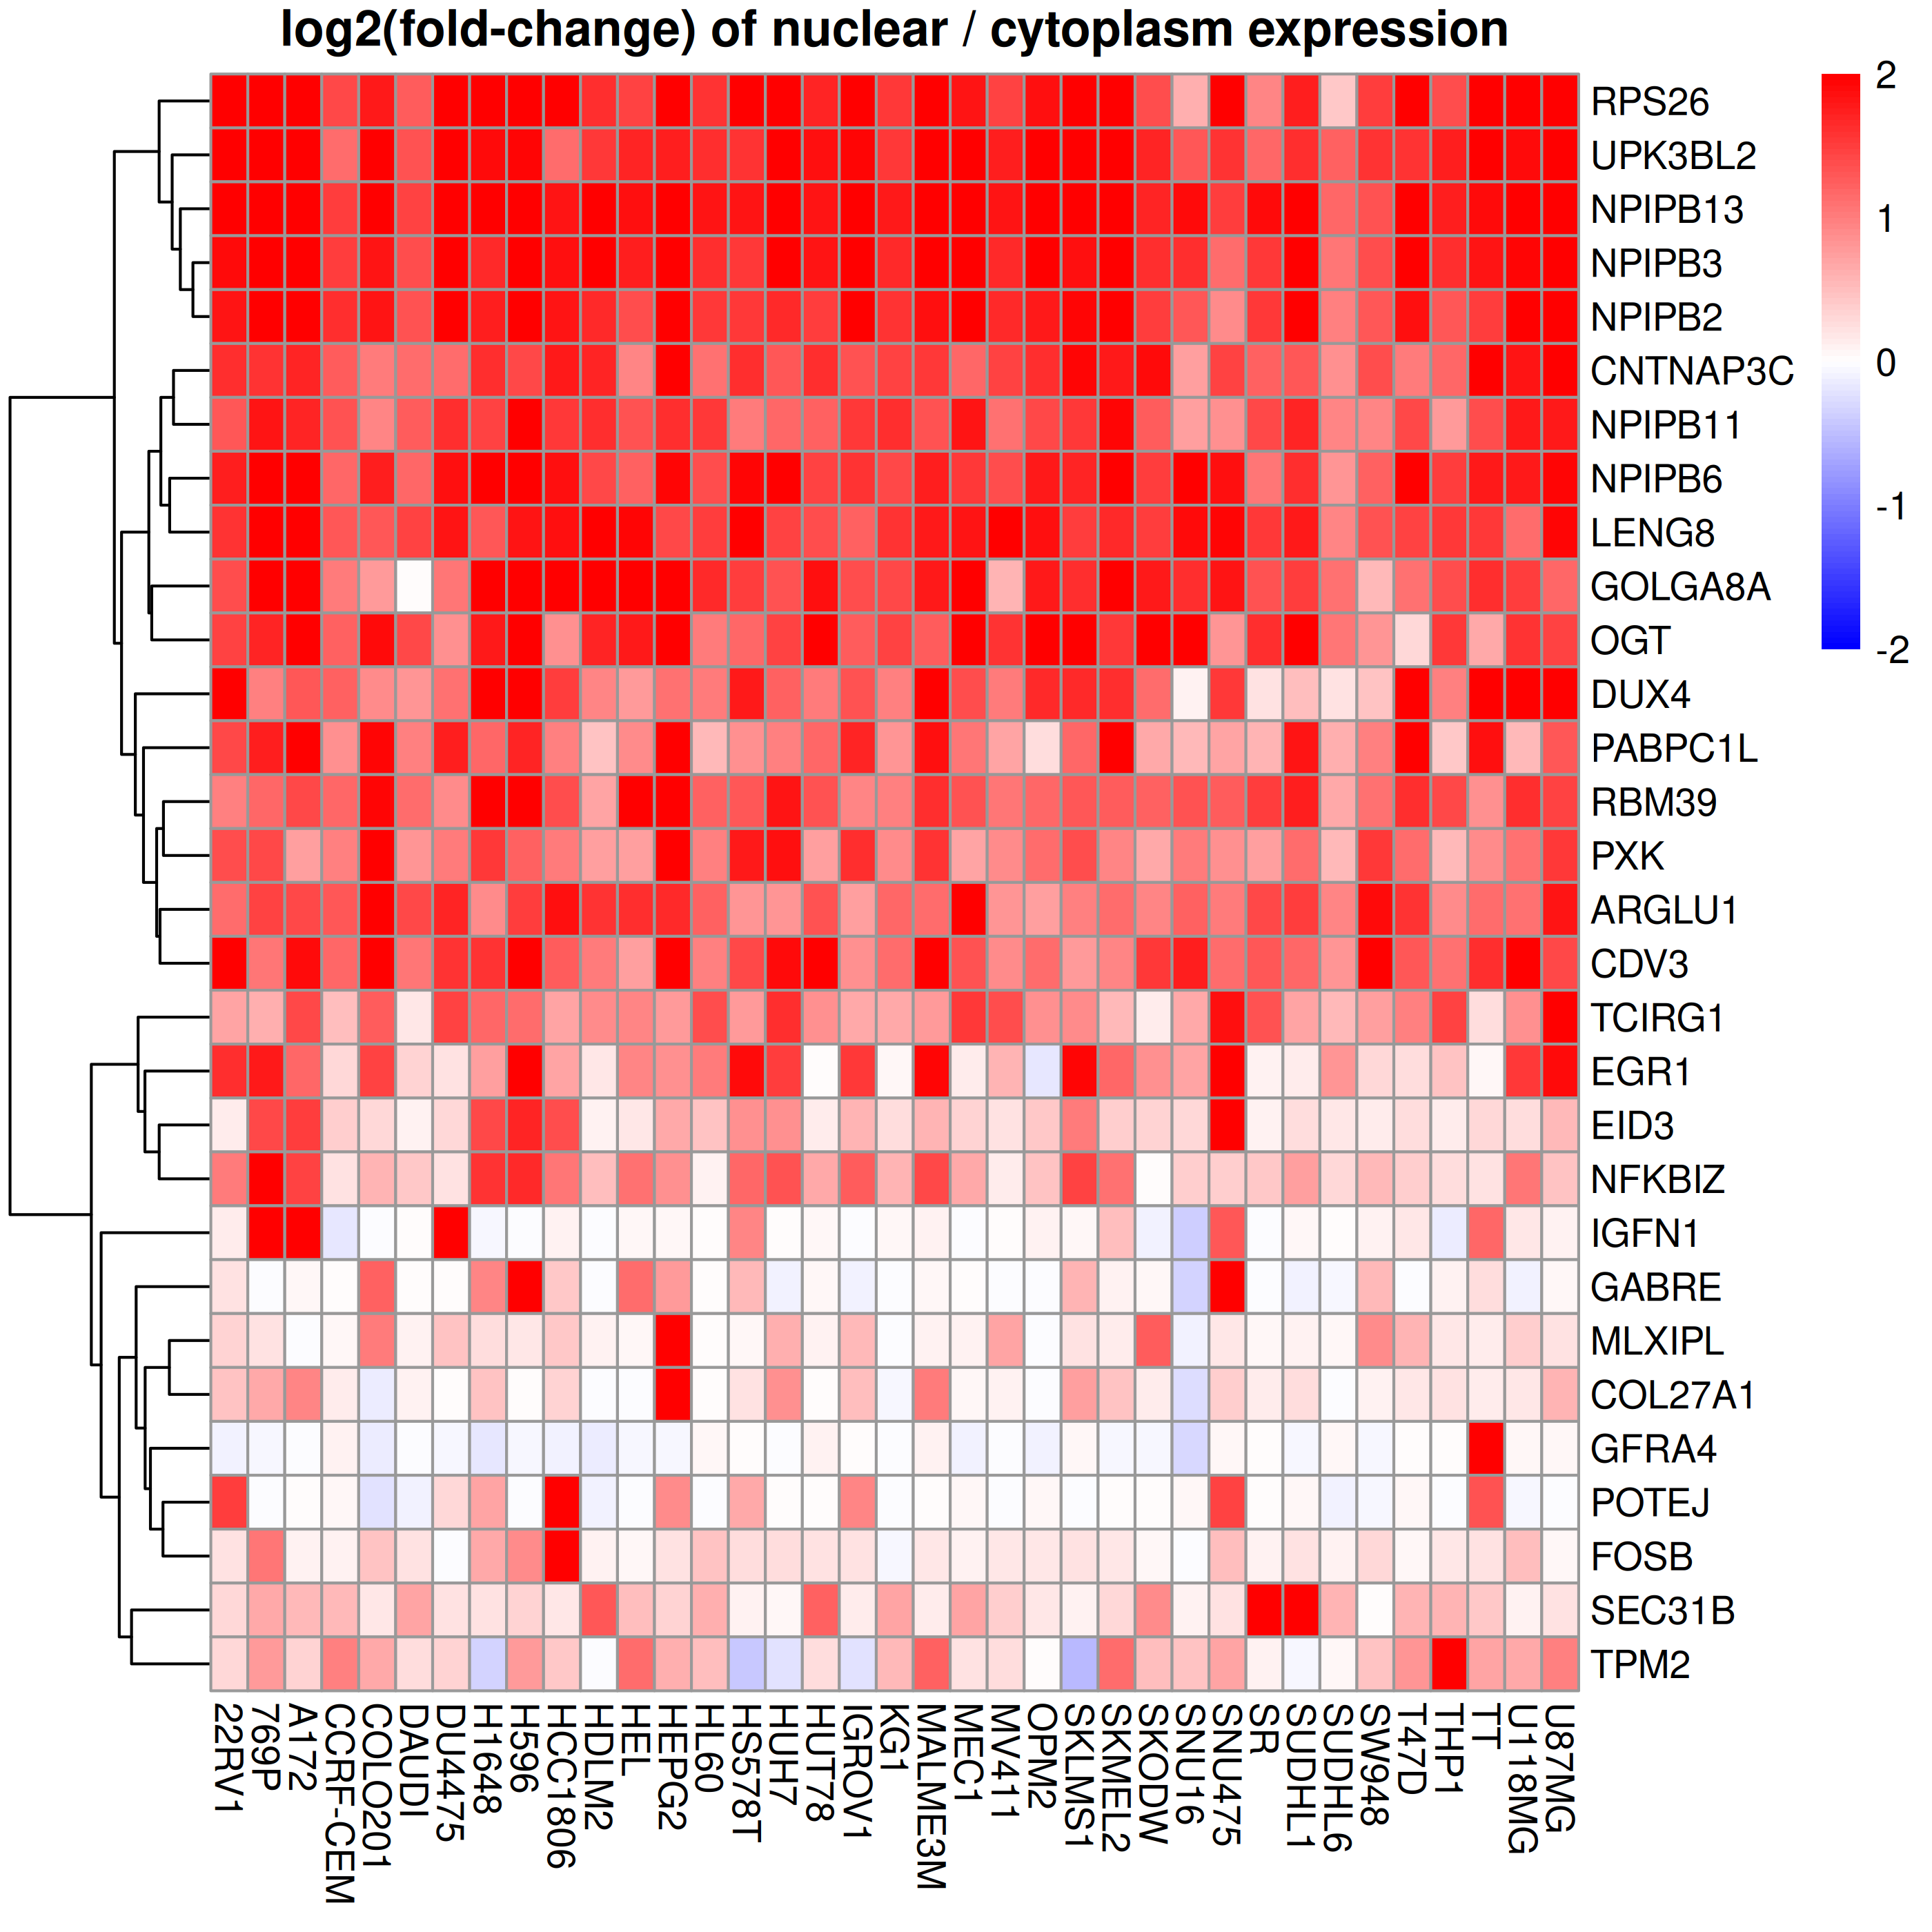 log2(fold-change) of nuclear / cytoplasm expression
RPS26
UPK3BL2
NPIPB13
NPIPB3
NPIPB2
CNTNAP3C
NPIPB11
NPIPB6
LENG8
GOLGA8A
OGT
DUX4
PABPC1L
RBM39
PXK
ARGLU1
CDV3
TCIRG1
EGR1
EID3
NFKBIZ
IGFN1
GABRE
MLXIPL
COL27A1
GFRA4
POTEJ
FOSB
SEC31B
TPM2
2
1
0
-1
-2
22RV1
769P
A172
CCRF-CEM
COLO201
DAUDI
DU4475
H1648
H596
HCC1806
HDLM2
HEL
HEPG2
HL60
HS578T
HUH7
HUT78
IGROV1
KG1
MALME3M
MEC1
MV411
OPM2
SKLMS1
SKMEL2
SKODW
SNU16
SNU475
SR
SUDHL1
SUDHL6
SW948
T47D
THP1
TT
U118MG
U87MG